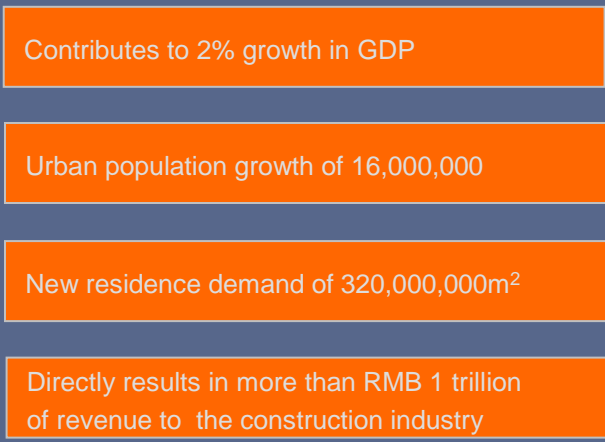 Contributes to 2% growth in GDP
Urban population growth of 16,000,000
New residence demand of 320,000,000m²
Directly results in more than RMB 1 trillion
of revenue to the construction industry